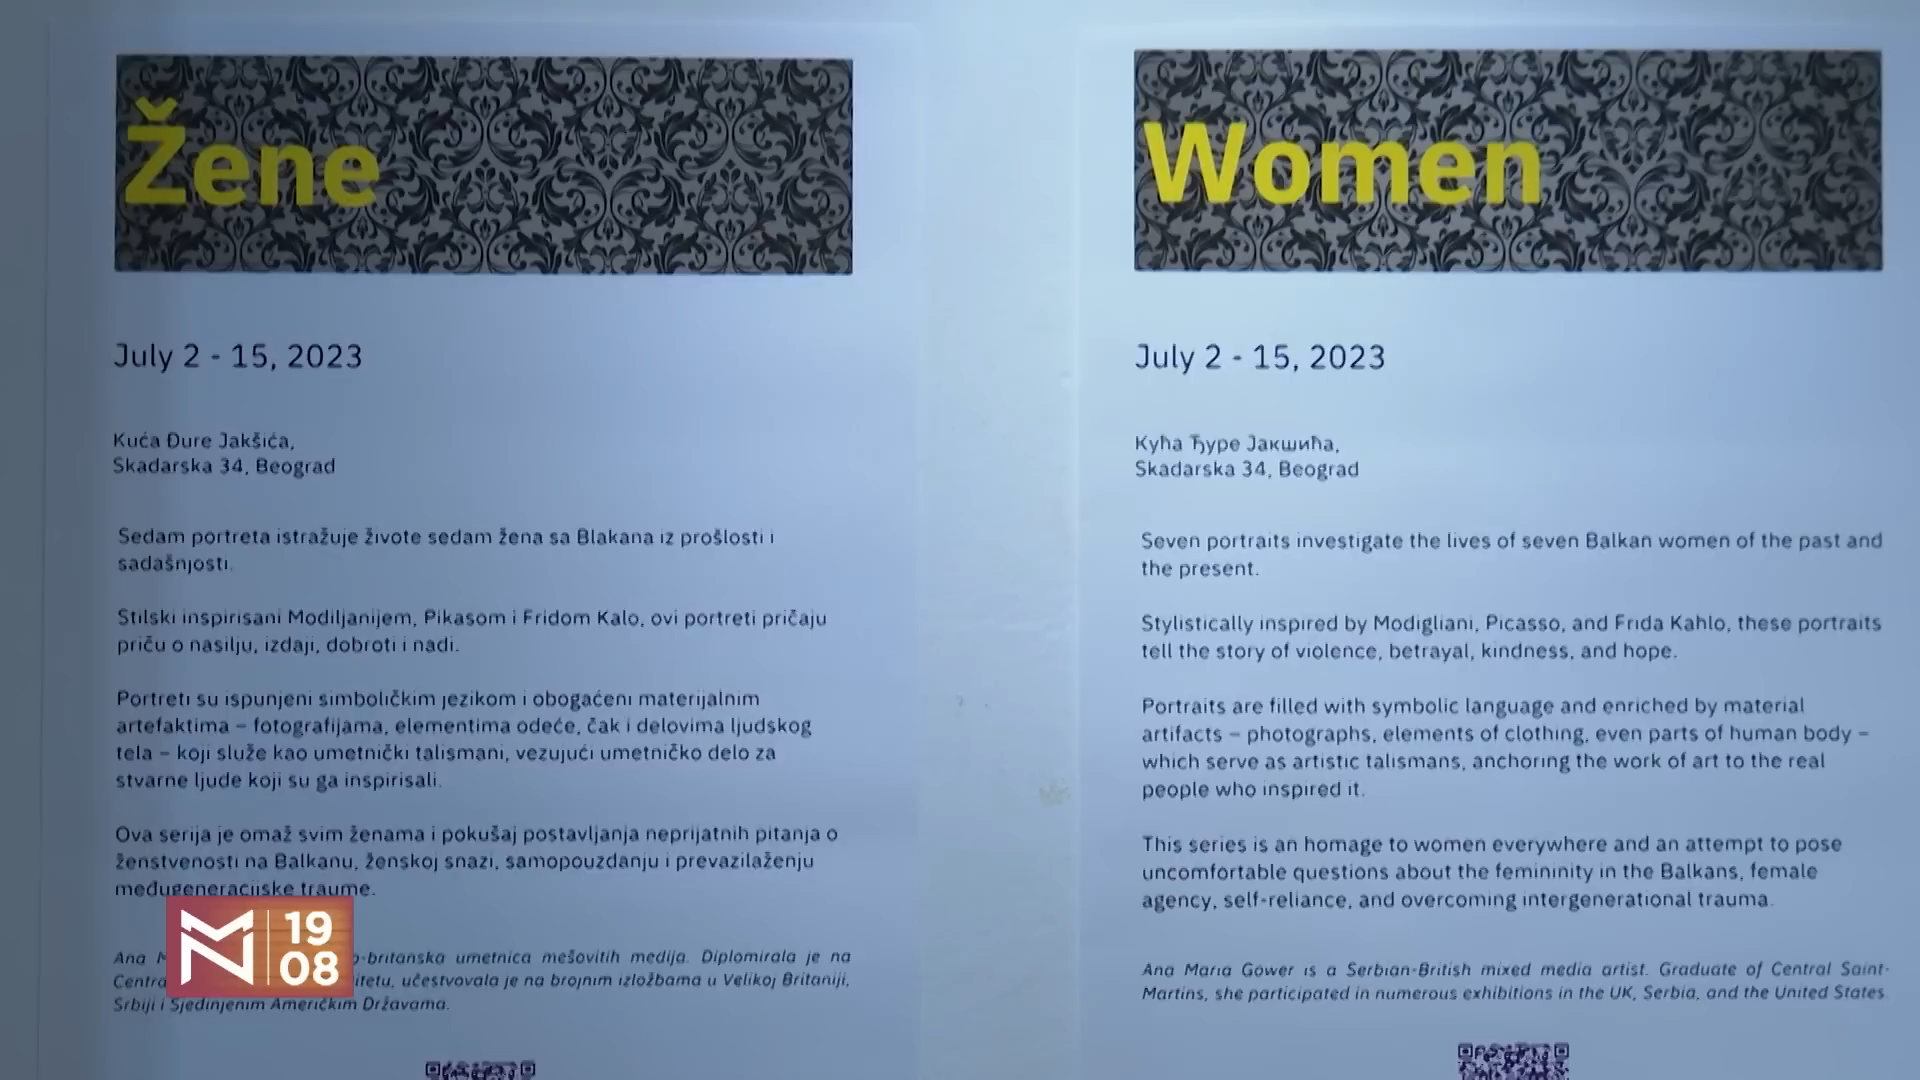 Žene
July 2 - 15, 2023
Kuća Đure Jakšića,
Skadarska 34, Beograd
Sedam portreta istražuje živote sedam žena sa Blakana iz prošlosti i
sadašnjosti.
Stilski inspirisani Modiljanijem, Pikasom i Fridom Kalo, ovi portreti pričaju
priču o nasilju, izdaji, dobroti i nadi.
Portreti su ispunjeni simboličkim jezikom i obogaćeni materijalnim
artefaktima – fotografijama, elementima odeće, čak i delovima ljudskog
tela – koji služe kao umetnički talismani, vezujući umetničko delo za
stvarne ljude koji su ga inspirisali.
Ova serija je omaž svim ženama i pokušaj postavljanja neprijatnih pitanja o
ženstvenosti na Balkanu, ženskoj snazi, samopouzdanju i prevazilaženju
međugeneracijske traume.
Ana britanska umetnica mešovitih medija. Diplomirala je na
učestvovala je na brojnim izložbama u Velikoj Britaniji,
Srbiji i Sjedinjenim Američkim Državama.
Women
July 2 - 15, 2023
Кућа Ђуре Јакшића,
Skadarska 34, Beograd
Seven portraits investigate the lives of seven Balkan women of the past and
the present.
Stylistically inspired by Modigliani, Picasso, and Frida Kahlo, these portraits
tell the story of violence, betrayal, kindness, and hope.
Portraits are filled with symbolic language and enriched by material
artifacts – photographs, elements of clothing, even parts of human body –
which serve as artistic talismans, anchoring the work of art to the real
people who inspired it.
This series is an homage to women everywhere and an attempt to pose
uncomfortable questions about the femininity in the Balkans, female
agency, self-reliance, and overcoming intergenerational trauma.
Ana Maria Gower is a Serbian-British mixed media artist. Graduate of Central Saint-
Martins, she participated in numerous exhibitions in the UK, Serbia, and the United States.
19
08